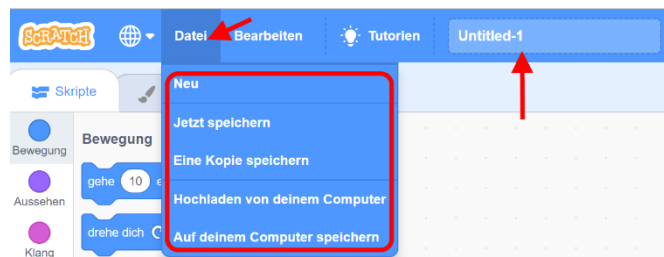 SCRATCH Datei Bearbeiten Tutorien Untitled-1
Skripte
Neu
Jetzt speichern
Eine Kopie speichern
Hochladen von deinem Computer
Auf deinem Computer speichern
Bewegung
Aussehen
Klang
Bewegung
gehe 10
drehe dich